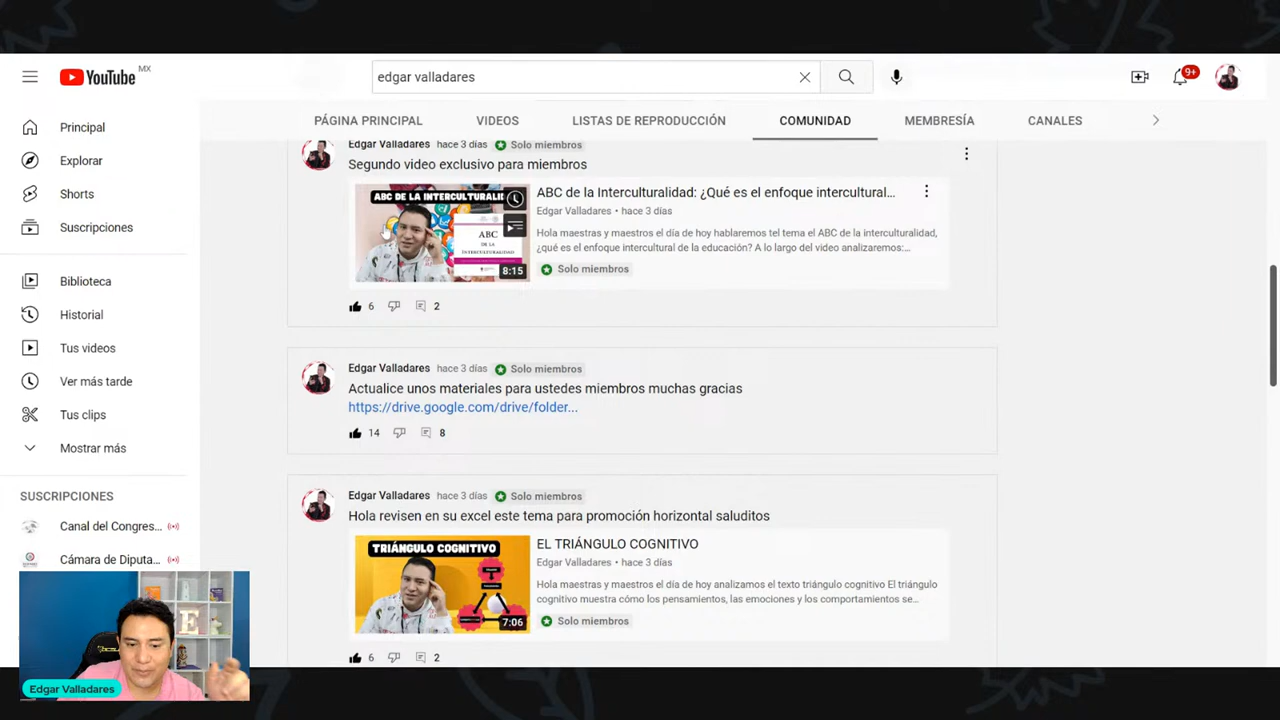 YouTube MX
edgar valladares
9+
Principal
Explorar
Shorts
Suscripciones
Biblioteca
Historial
Tus videos
Ver más tarde
Tus clips
Mostrar más
SUSCRIPCIONES
Canal del Congres...
Cámara de Diputa...
PÁGINA PRINCIPAL VIDEOS LISTAS DE REPRODUCCIÓN COMUNIDAD MEMBRESÍA CANALES
Edgar Valladares hace 3 días Solo miembros
Segundo video exclusivo para miembros
ABC DE LA INTERCULTURALI
ABC
DE LA
INTERCULTURALIDAD
8:15
ABC de la Interculturalidad: ¿Qué es el enfoque intercultural...
Edgar Valladares • hace 3 días
Hola maestras y maestros el día de hoy hablaremos tel tema el ABC de la interculturalidad,
¿qué es el enfoque intercultural de la educación? A lo largo del video analizaremos:...
Solo miembros
6 2
Edgar Valladares hace 3 días Solo miembros
Actualice unos materiales para ustedes miembros muchas gracias
https://drive.google.com/drive/folder...
14 8
Edgar Valladares hace 3 días Solo miembros
Hola revisen en su excel este tema para promoción horizontal saluditos
TRIÁNGULO COGNITIVO
7:06
EL TRIÁNGULO COGNITIVO
Edgar Valladares • hace 3 días
Hola maestras y maestros el día de hoy analizamos el texto triángulo cognitivo El triángulo
cognitivo muestra cómo los pensamientos, las emociones y los comportamientos se...
Solo miembros
6 2
E
Edgar Valladares